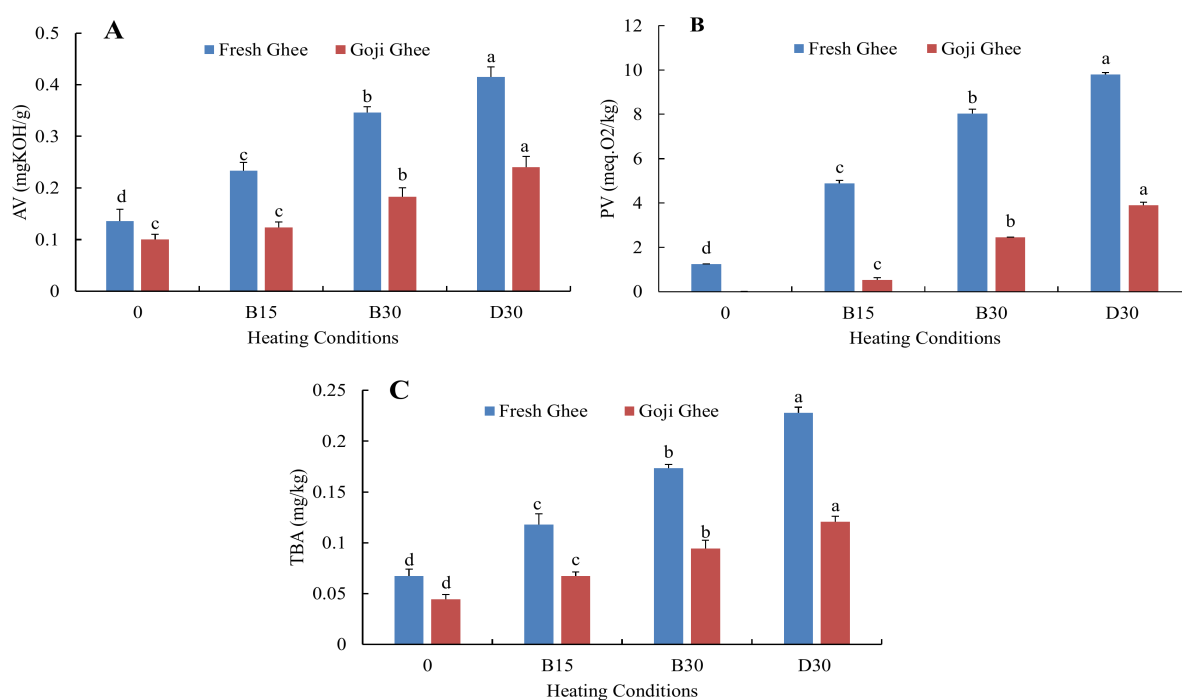 A
Fresh Ghee Goji Ghee
AV (mgKOH/g)
0.5
0.4
0.3
0.2
0.1
0
d c c c b b a a
0 B15 B30 D30
Heating Conditions
B
Fresh Ghee Goji Ghee
PV (meq.O2/kg)
12
10
8
6
4
2
0
d c c b b a a
0 B15 B30 D30
Heating Conditions
C
Fresh Ghee Goji Ghee
TBA (mg/kg)
0.25
0.2
0.15
0.1
0.05
0
d d c c b b a a
0 B15 B30 D30
Heating Conditions